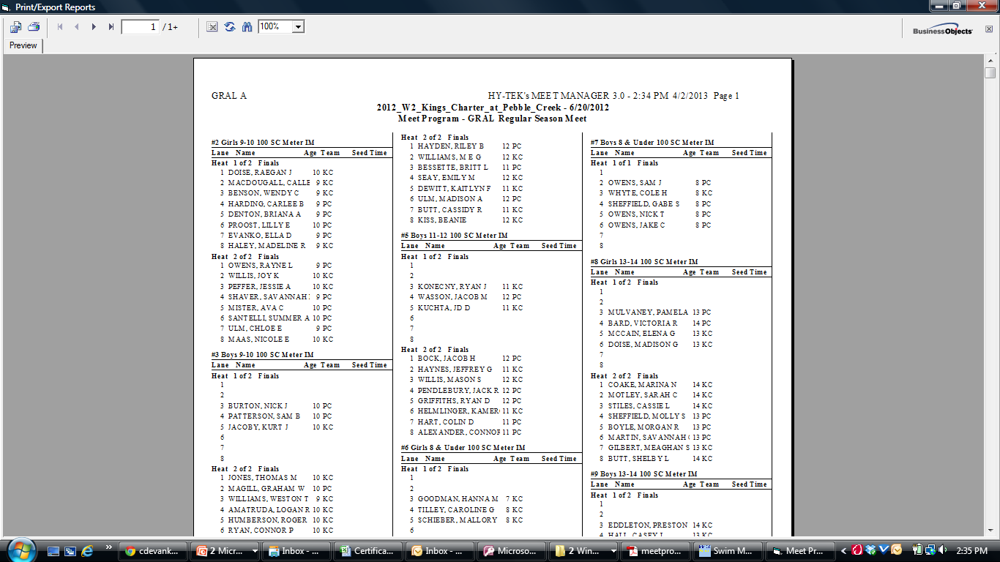 Print/Export Reports
1 / 1+
100%
BusinessObjects
Preview
GRAL A HY-TEK's MEET MANAGER 3.0 - 2:34 PM 4/2/2013 Page 1
2012_W2_Kings_Charter_at_Pebble_Creek - 6/20/2012
Meet Program - GRAL Regular Season Meet
#2 Girls 9-10 100 SC Meter IM
Lane Name Age Team Seed Time
Heat 1 of 2 Finals
1 DOISE, RAEGAN J 10 KC
2 MACDOUGALL, CALLE 9 KC
3 BENSON, WENDY C 9 KC
4 HARDING, CARLEE B 9 PC
5 DENTON, BRIANA A 9 PC
6 PROOST, LILLY E 10 PC
7 EVANKO, ELLA D 9 PC
8 HALEY, MADELINE R 9 KC
Heat 2 of 2 Finals
1 OWENS, RAYNE L 9 PC
2 WILLIS, JOY K 10 KC
3 PEFFER, JESSIE A 10 KC
4 SHAVER, SAVANNAH 9 PC
5 MISTER, AVA C 10 PC
6 SANTELLI, SUMMER A 10 PC
7 ULM, CHLOE E 9 PC
8 MAAS, NICOLE E 10 KC
#3 Boys 9-10 100 SC Meter IM
Lane Name Age Team Seed Time
Heat 1 of 2 Finals
1
2
3 BURTON, NICK J 10 PC
4 PATTERSON, SAM B 10 PC
5 JACOBY, KURT J 10 KC
6
7
8
Heat 2 of 2 Finals
1 JONES, THOMAS M 10 KC
2 MAGILL, GRAHAM W 10 PC
3 WILLIAMS, WESTON T 9 KC
4 AMATRUDA, LOGAN R 10 KC
5 HUMBERSON, ROGER 10 KC
6 RYAN, CONNOR P 10 KC
Heat 2 of 2 Finals
1 HAYDEN, RILEY B 12 PC
2 WILLIAMS, M E G 12 KC
3 BESSETTE, BRITT L 11 PC
4 SEAY, EMILY M 12 KC
5 DEWITT, KAITLYN F 11 KC
6 ULM, MADISON A 12 PC
7 BUTT, CASSIDY R 11 KC
8 KISS, BEANIE 12 KC
#5 Boys 11-12 100 SC Meter IM
Lane Name Age Team Seed Time
Heat 1 of 2 Finals
1
2
3 KONECNY, RYAN J 11 KC
4 WASSON, JACOB M 12 PC
5 KUCHTA, JD D 11 KC
6
7
8
Heat 2 of 2 Finals
1 BOCK, JACOB H 12 PC
2 HAYNES, JEFFREY G 11 KC
3 WILLIS, MASON S 12 KC
4 PENDLEBURY, JACK R 12 PC
5 GRIFFITHS, RYAN D 12 PC
6 HELMLINGER, KAMER 11 KC
7 HART, COLIN D 11 PC
8 ALEXANDER, CONNOR 11 PC
#6 Girls 8 & Under 100 SC Meter IM
Lane Name Age Team Seed Time
Heat 1 of 2 Finals
1
2
3 GOODMAN, HANNA M 7 KC
4 TILLEY, CAROLINE G 8 KC
5 SCHIEBER, MALLORY 8 KC
6
#7 Boys 8 & Under 100 SC Meter IM
Lane Name Age Team Seed Time
Heat 1 of 1 Finals
1
2 OWENS, SAM J 8 PC
3 WHYTE, COLE H 8 KC
4 SHEFFIELD, GABE S 8 PC
5 OWENS, NICK T 8 PC
6 OWENS, JAKE C 8 PC
7
8
#8 Girls 13-14 100 SC Meter IM
Lane Name Age Team Seed Time
Heat 1 of 2 Finals
1
2
3 MULVANEY, PAMELA 13 PC
4 BARD, VICTORIA R 14 PC
5 MCCAIN, ELENA G 13 KC
6 DOISE, MADISON G 13 KC
7
8
Heat 2 of 2 Finals
1 COAKE, MARINA N 14 KC
2 MOTLEY, SARAH C 14 KC
3 STILES, CASSIE L 14 KC
4 SHEFFIELD, MOLLY S 13 PC
5 BOYLE, MORGAN R 13 PC
6 MARTIN, SAVANNAH 13 PC
7 GILBERT, MEAGHAN S 13 KC
8 BUTT, SHELBY L 14 KC
#9 Boys 13-14 100 SC Meter IM
Lane Name Age Team Seed Time
Heat 1 of 2 Finals
1
2
3 EDDLETON, PRESTON 14 KC
4 HALL, CASEY J 13 KC
cdevank... 2 Micr... Inbox - ... Certifica... Inbox - ... Microso... 2 Win... meetpro... Swim M... Meet Pr... 2:35 PM